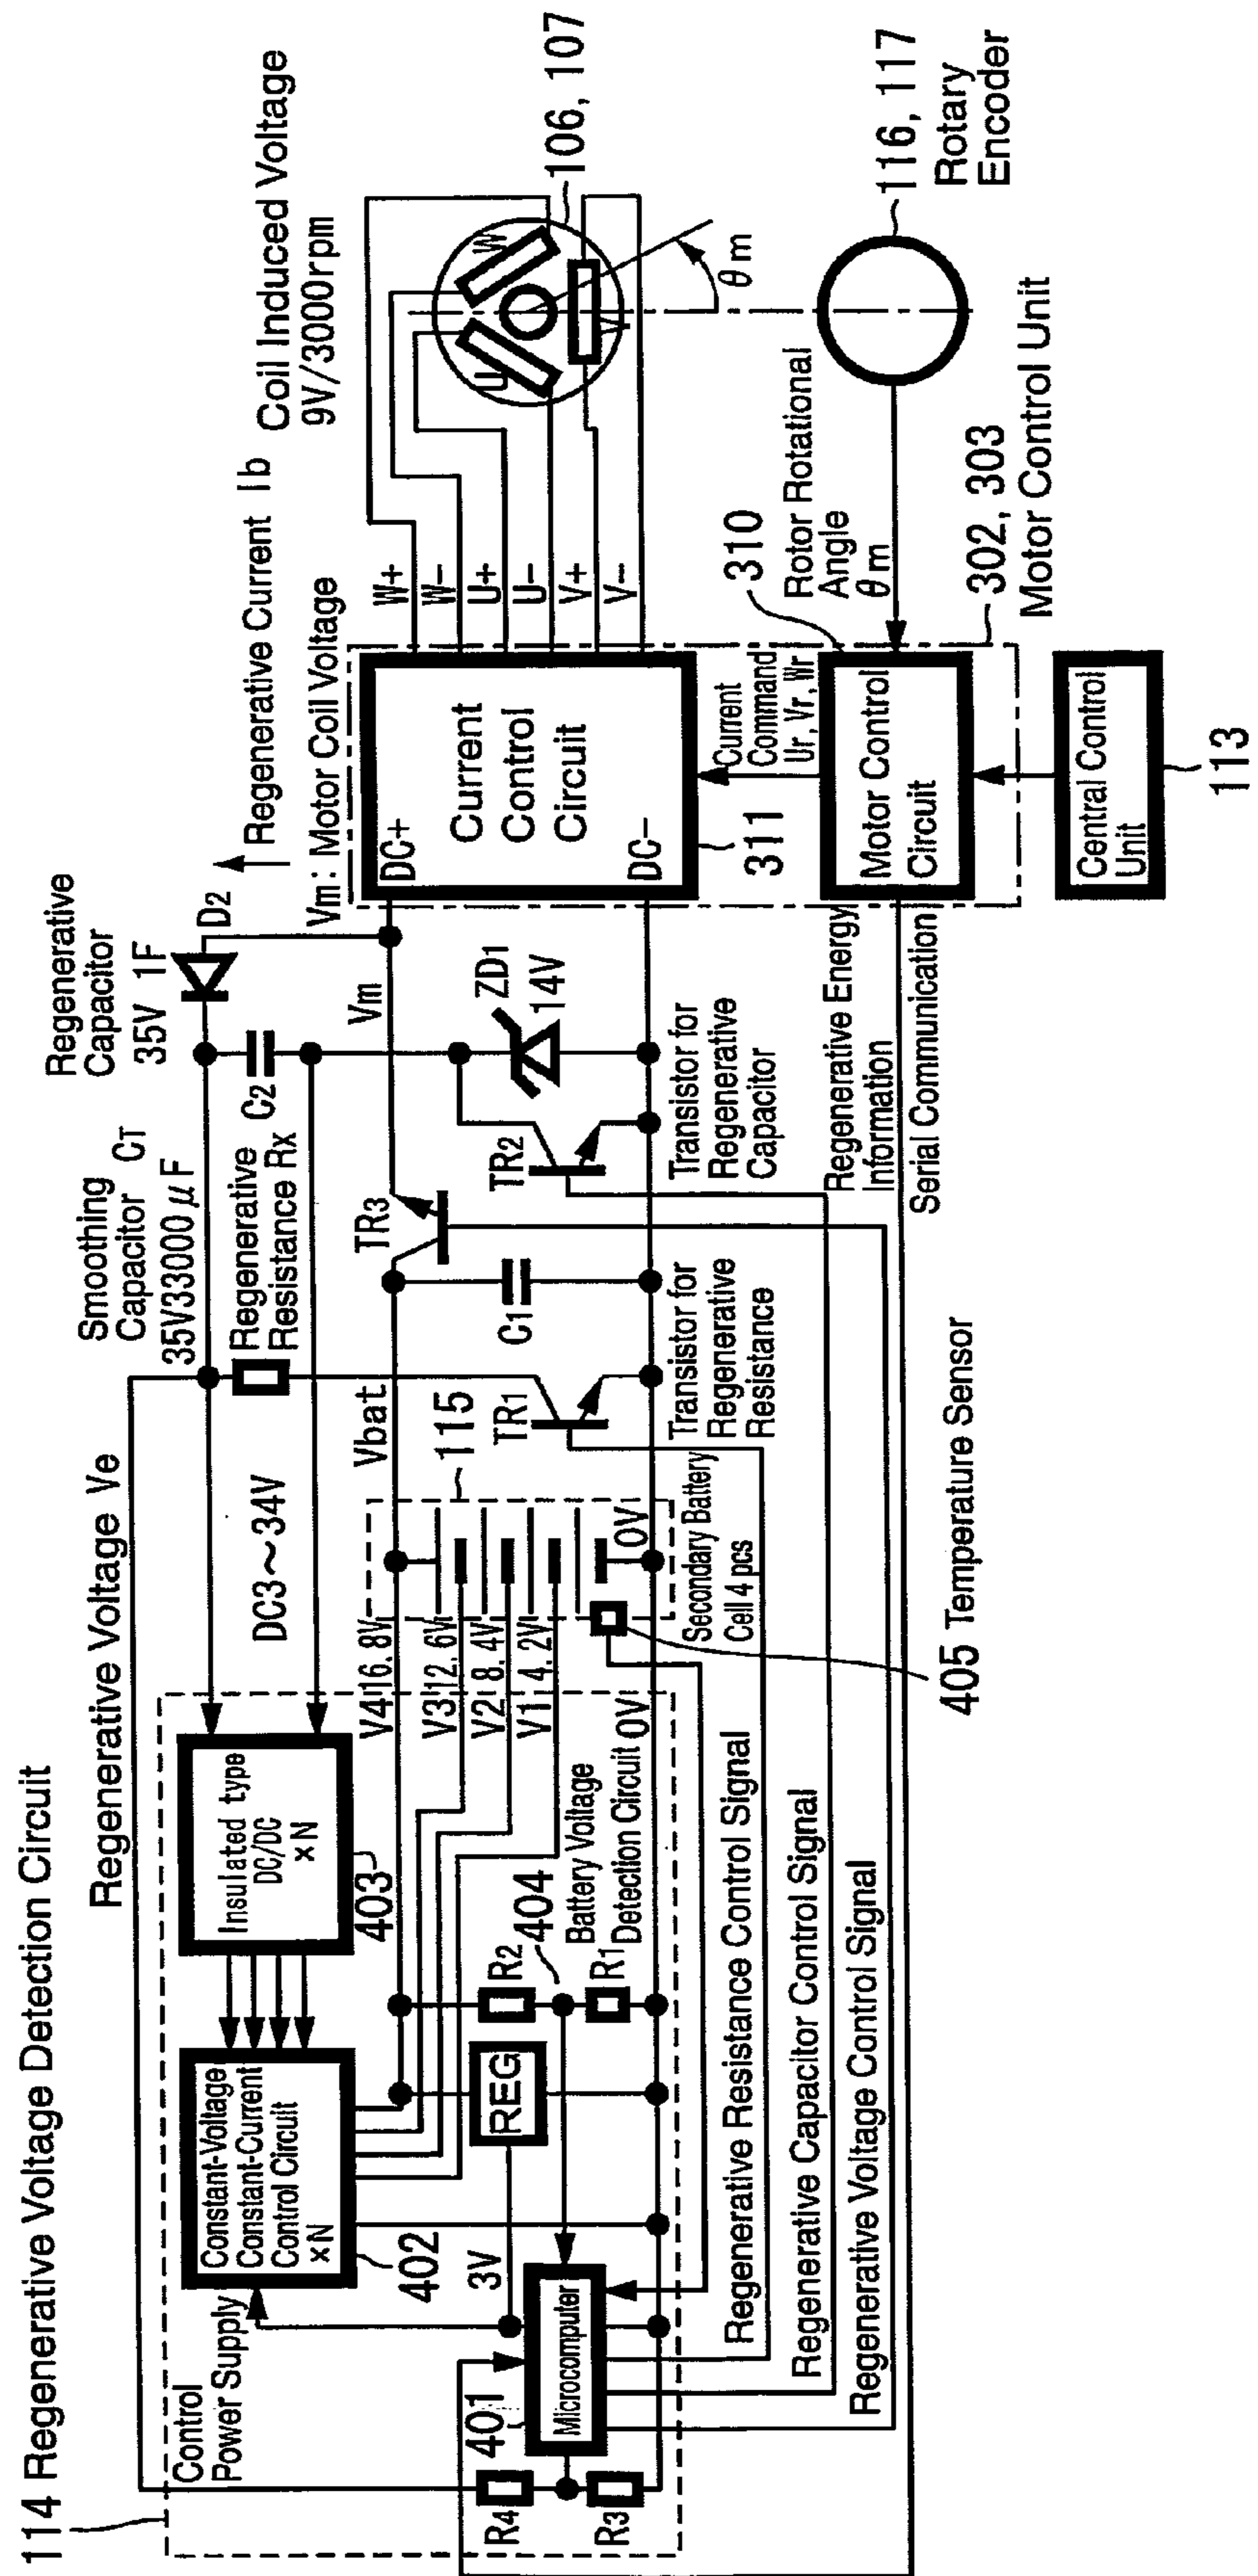 114 Regenerative Voltage Detection Circuit
Regenerative Voltage Ve
Smoothing
Capacitor CT
35V33000μF
Regenerative
Capacitor
35V 1F
D2
Regenerative Current Ib
Coil Induced Voltage
9V/3000rpm
Control
Power Supply
Constant-Voltage
Constant-Current
Control Circuit
×N
402
Insulated type
DC/DC
×N
403
DC3~34V
Regenerative
Resistance Rx
C2
Vm
Vm: Motor Coil Voltage
V4
16.8V
V3
12.6V
V2
8.4V
V1
4.2V
0V
0V
Vbat
115
TR3
C1
TR1
TR2
ZD1
14V
DC+
DC-
Current
Control
Circuit
311
W+
W-
U+
U-
V+
V-
U
W
V
106, 107
θm
3V
REG
R2
404
R1
Battery Voltage
Detection Circuit
401
Microcomputer
R4
R3
Secondary Battery
Cell 4 pcs
Transistor for
Regenerative
Resistance
Transistor for
Regenerative
Capacitor
405 Temperature Sensor
Regenerative Resistance Control Signal
Regenerative Capacitor Control Signal
Regenerative Voltage Control Signal
Regenerative Energy
Information
Serial Communication
Current
Command
Ur, Vr, Wr
310
Motor Control
Circuit
Rotor Rotational
Angle
θm
116, 117
Rotary
Encoder
302, 303
Motor Control Unit
Central Control
Unit
113